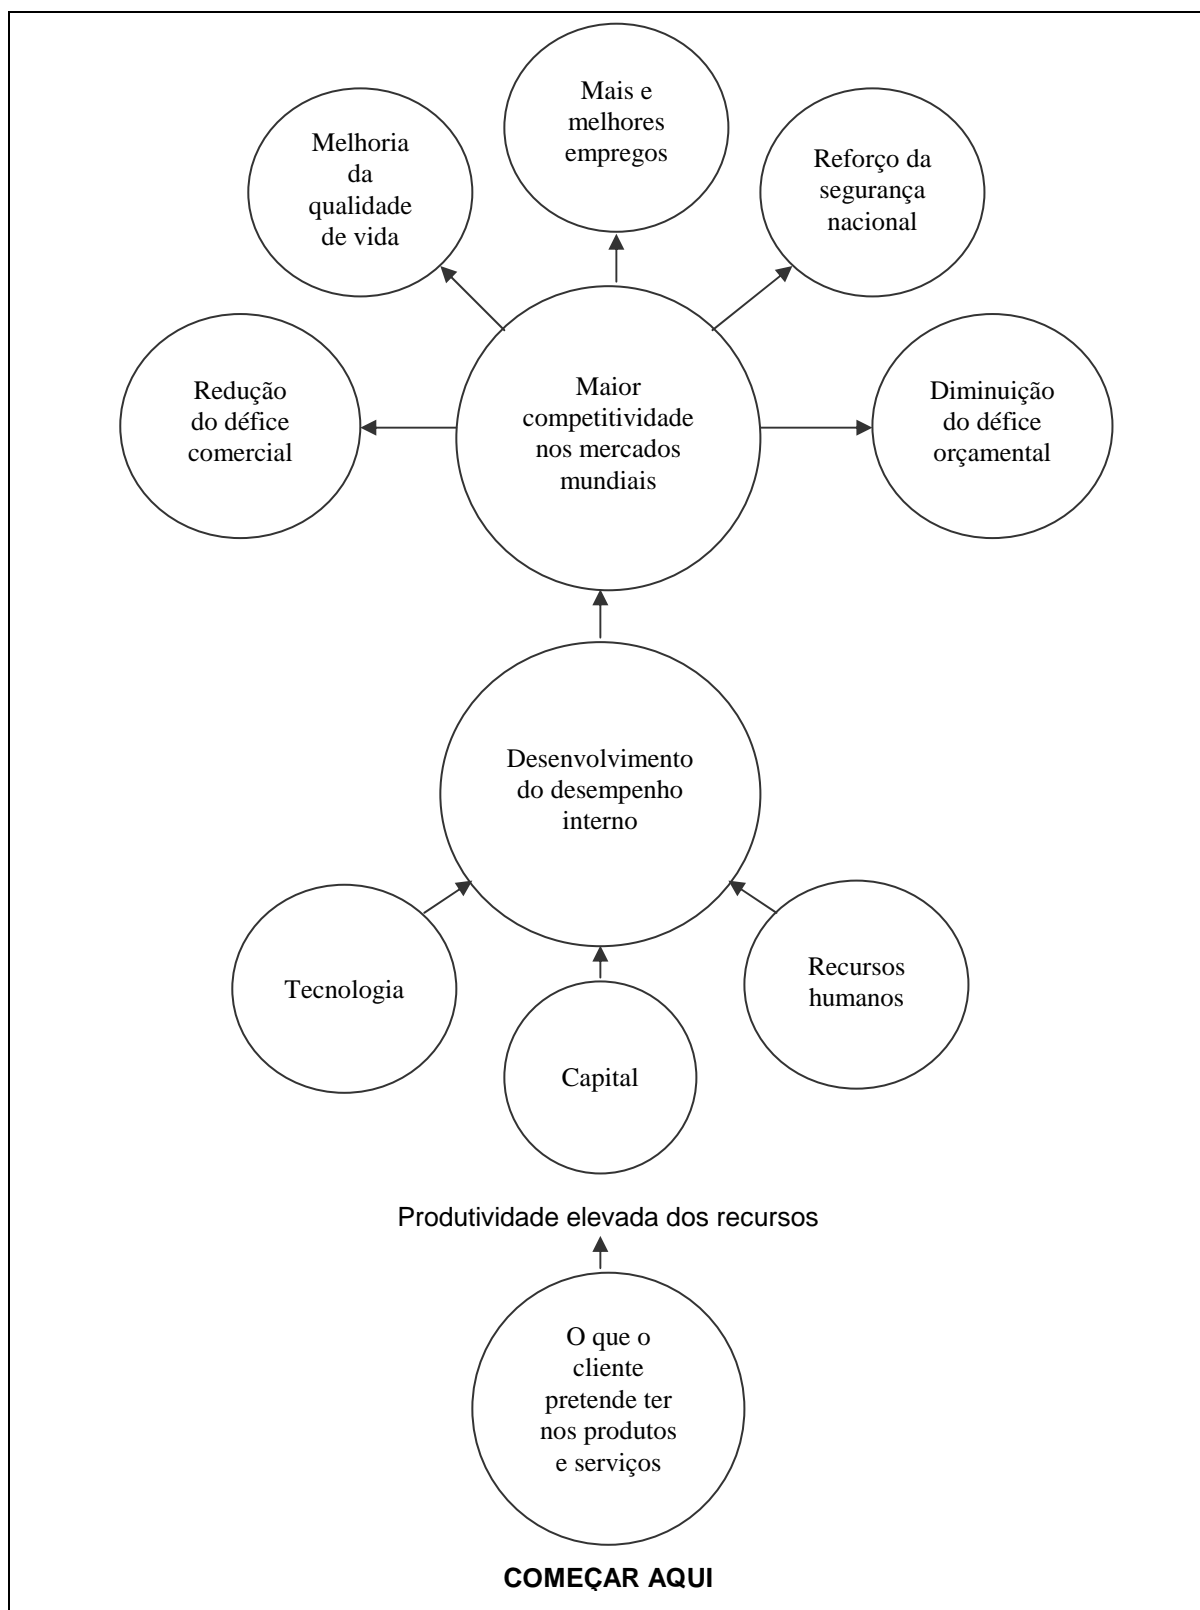 Mais e
melhores
empregos
Melhoria
da
qualidade
de vida
Reforço da
segurança
nacional
Redução
do défice
comercial
Maior
competitividade
nos mercados
mundiais
Diminuição
do défice
orçamental
Desenvolvimento
do desempenho
interno
Tecnologia
Capital
Recursos
humanos
Produtividade elevada dos recursos
O que o
cliente
pretende ter
nos produtos
e serviços
COMEÇAR AQUI